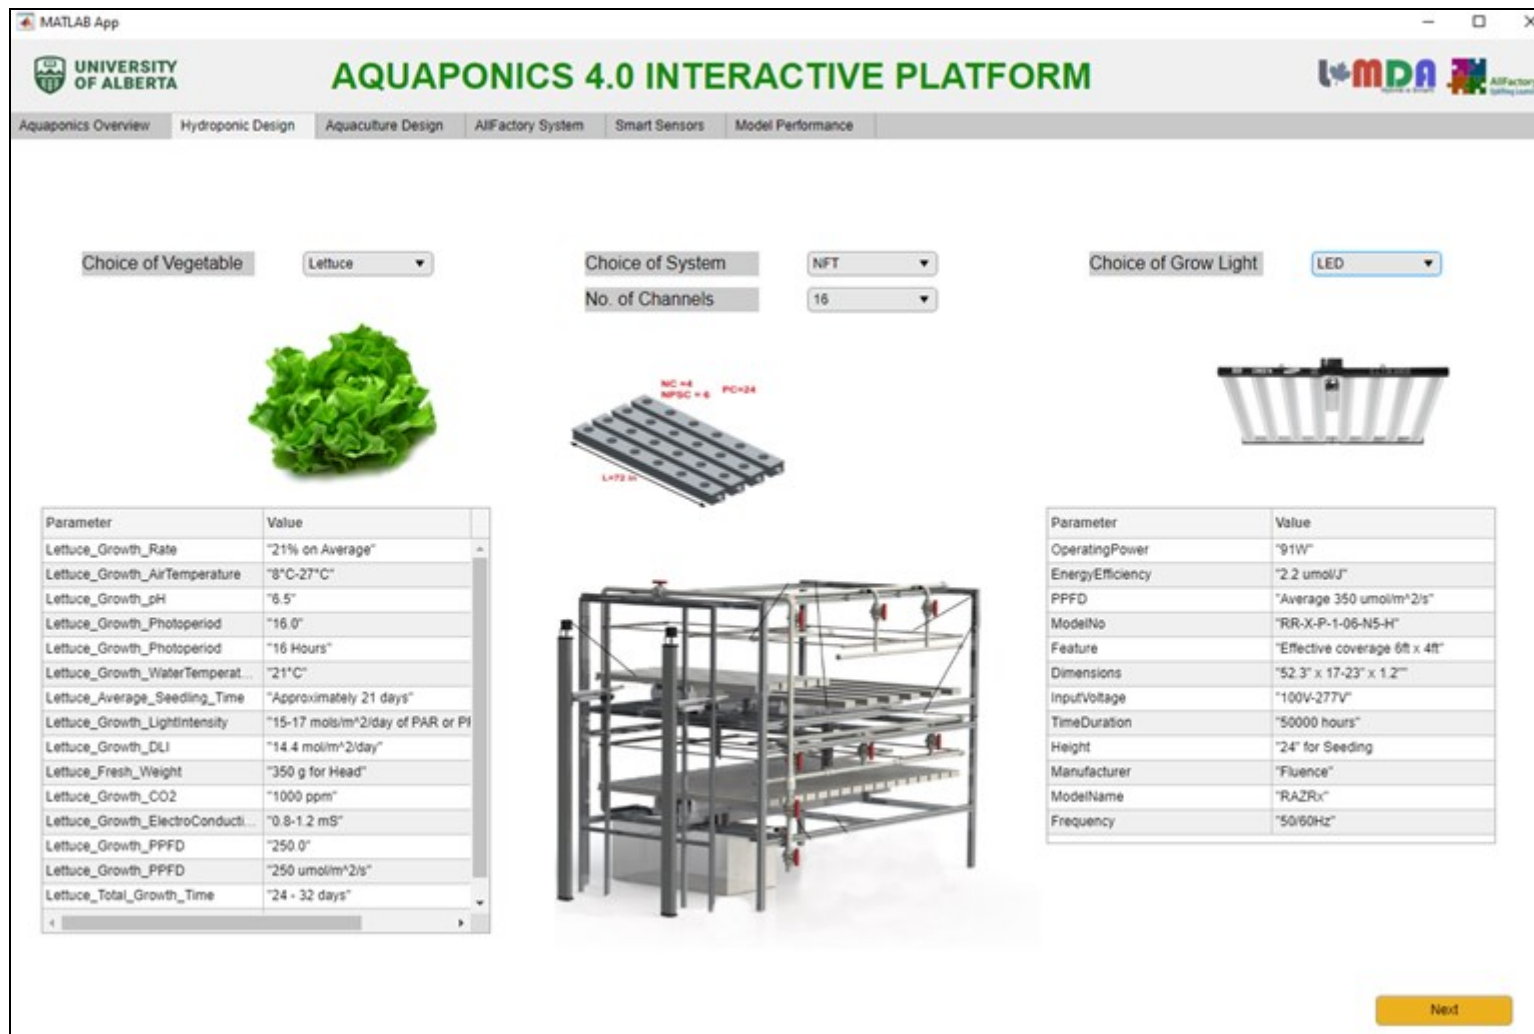 MATLAB App
UNIVERSITY
OF ALBERTA
AQUAPONICS 4.0 INTERACTIVE PLATFORM
LIMDA
AllFactory
Aquaponics Overview Hydroponic Design Aquaculture Design AllFactory System Smart Sensors Model Performance
Choice of Vegetable Lettuce
Choice of System NFT
No. of Channels 16
Choice of Grow Light LED
NC =4
NPSC = 6 PC=24
L=72 in
Parameter Value
Lettuce_Growth_Rate "21% on Average"
Lettuce_Growth_AirTemperature "8°C-27°C"
Lettuce_Growth_pH "6.5"
Lettuce_Growth_Photoperiod "16.0"
Lettuce_Growth_Photoperiod "16 Hours"
Lettuce_Growth_WaterTemperat... "21°C"
Lettuce_Average_Seedling_Time "Approximately 21 days"
Lettuce_Growth_LightIntensity "15-17 mols/m^2/day of PAR or
Lettuce_Growth_DLI "14.4 mol/m^2/day"
Lettuce_Fresh_Weight "350 g for Head"
Lettuce_Growth_CO2 "1000 ppm"
Lettuce_Growth_ElectroConducti... "0.8-1.2 mS"
Lettuce_Growth_PPFD "250.0"
Lettuce_Growth_PPFD "250 umol/m^2/s"
Lettuce_Total_Growth_Time "24 - 32 days"
Parameter Value
OperatingPower "91W"
EnergyEfficiency "2.2 umol/J"
PPFD "Average 350 umol/m^2/s"
ModelNo "RR-X-P-1-06-N5-H"
Feature "Effective coverage 6ft x 4ft"
Dimensions "52.3" x 17-23" x 1.2""
InputVoltage "100V-277V"
TimeDuration "50000 hours"
Height "24" for Seeding
Manufacturer "Fluence"
ModelName "RAZRx"
Frequency "50/60Hz"
Next